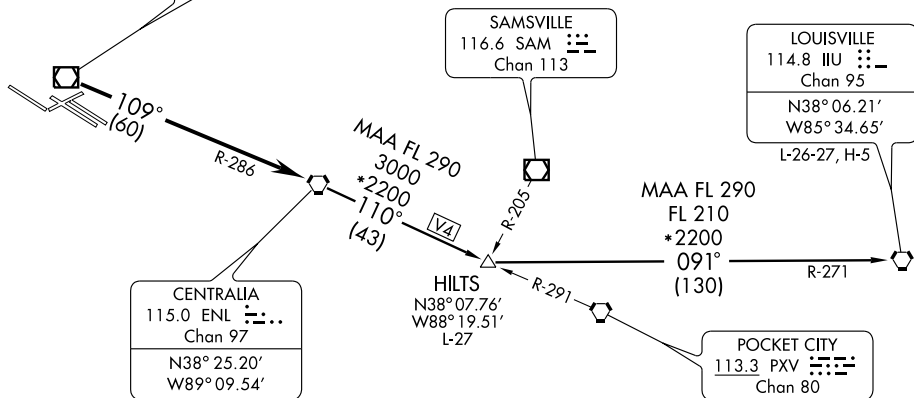 SAMSVILLE
116.6 SAM
Chan 113
LOUISVILLE
114.8 IIU
Chan 95
N38° 06.21'
W85° 34.65'
L-26-27, H-5
109°
(60)
R-286
MAA FL 290
3000
*2200
110°
(43)
V4
R-205
MAA FL 290
FL 210
*2200
091°
(130)
R-271
HILTS
N38° 07.76'
W88° 19.51'
L-27
R-291
CENTRALIA
115.0 ENL
Chan 97
N38° 25.20'
W89° 09.54'
POCKET CITY
113.3 PXV
Chan 80